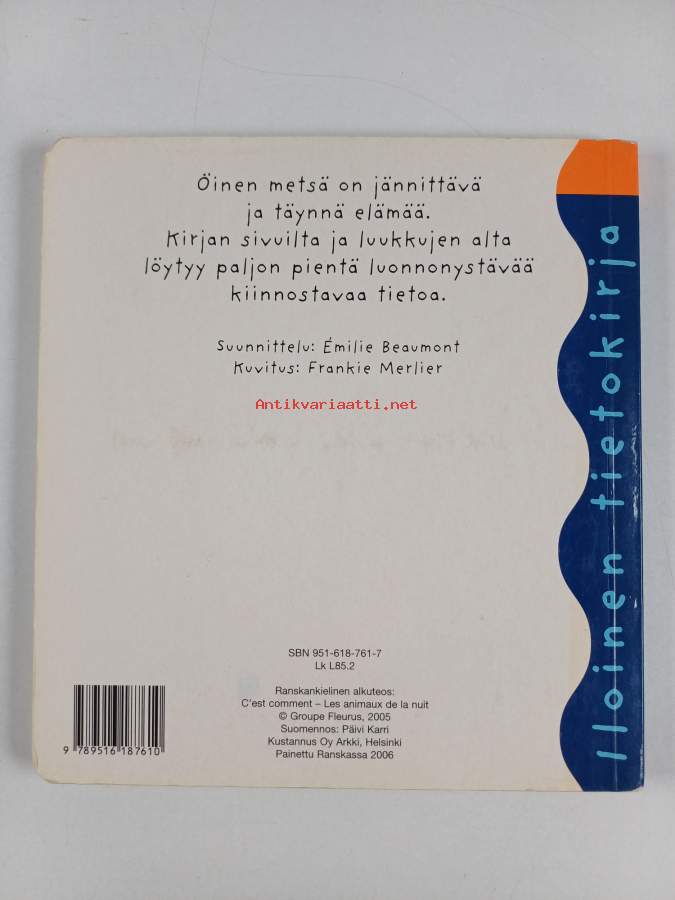 Öinen metsä on jännittävä
ja täynnä elämää.
Kirjan sivuilta ja luukkujen alta
löytyy paljon pientä luonnonystävää
kiinnostavaa tietoa.
Suunnittelu: Émilie Beaumont
Kuvitus: Frankie Merlier
Antikvariaatti.net
SBN 951-618-761-7
Lk L85.2
Ranskankielinen alkuteos:
C'est comment – Les animaux de la nuit
© Groupe Fleurus, 2005
Suomennos: Päivi Karri
Kustannus Oy Arkki, Helsinki
Painettu Ranskassa 2006
9 789516 187610
Iloinen tietokirja